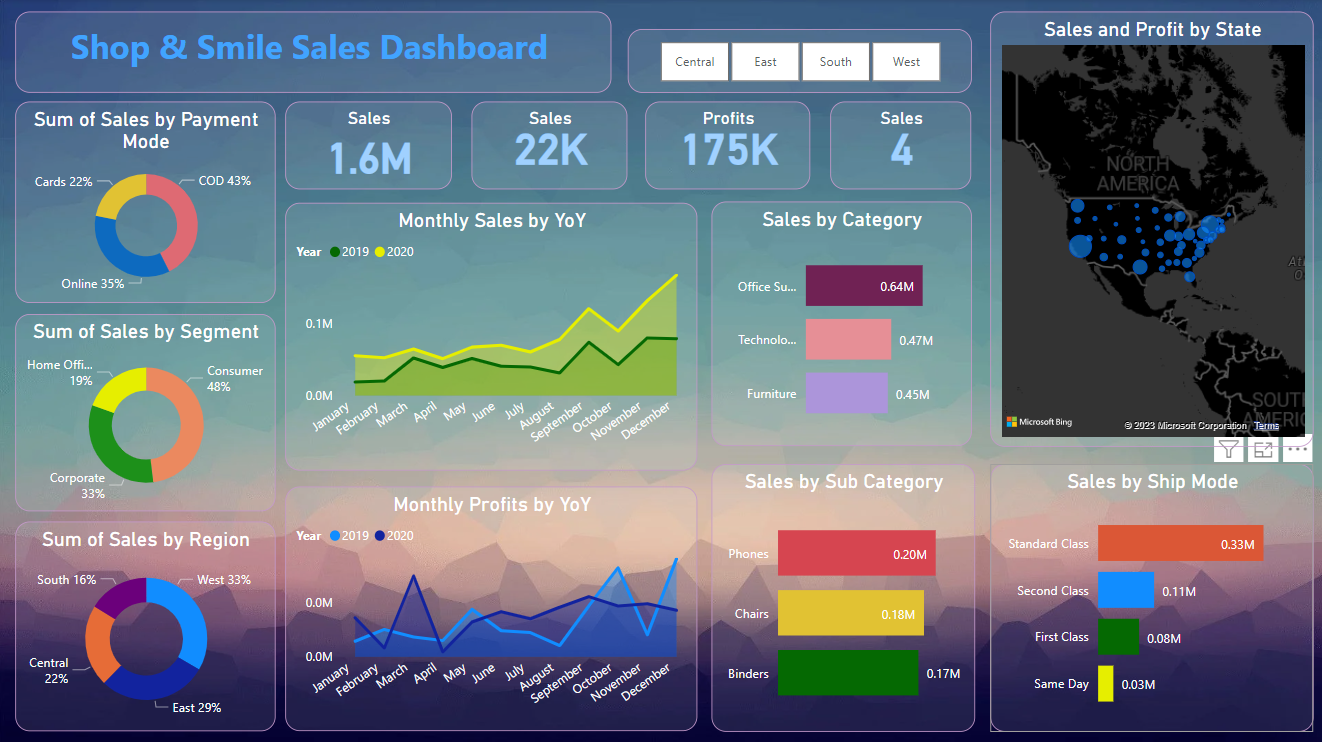 Shop & Smile Sales Dashboard
Central
East
South
West
Sum of Sales by Payment
Mode
Cards 22%
COD 43%
Online 35%
Sales
1.6M
Sales
22K
Profits
175K
Sales
4
Sales and Profit by State
NORTH
AMERICA
Atl
O
SOUTH
AMERIC
Microsoft Bing
© 2023 Microsoft Corporation Terms
Sum of Sales by Segment
Home Offi...
19%
Consumer
48%
Corporate
33%
Monthly Sales by YoY
Year 2019 2020
0.1M
0.0M
January
February
March
April
May
June
July
August
September
October
November
December
Sales by Category
Office Su... 0.64M
Technolo... 0.47M
Furniture 0.45M
Sum of Sales by Region
South 16%
West 33%
Central
22%
East 29%
Monthly Profits by YoY
Year 2019 2020
0.0M
0.0M
January
February
March
April
May
June
July
August
September
October
November
December
Sales by Sub Category
Phones 0.20M
Chairs 0.18M
Binders 0.17M
Sales by Ship Mode
Standard Class 0.33M
Second Class 0.11M
First Class 0.08M
Same Day 0.03M